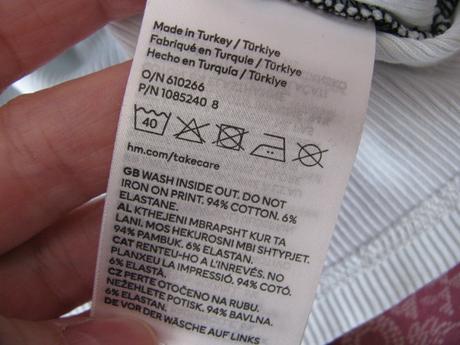 Made in Turkey / Türkiye
Fabriqué en Turquie / Türkiye
Hecho en Turquía / Türkiye
O/N 610266
P/N 1085240 8
40
hm.com/takecare
GB WASH INSIDE OUT. DO NOT
IRON ON PRINT. 94% COTTON. 6%
ELASTANE.
AL KTHEJENI MBRAPSHT KUR TA
LANI. MOS HEKUROSNI MBI SHTYPJET.
94% PAMBUK. 6% ELASTAN.
CAT RENTEU-HO A L'INREVÉS. NO
PLANXEU LA IMPRESSIÓ. 94% COTÓ.
6% ELASTÀ.
CZ PERTE OTOČENO NA RUBU.
NEŽEHLETE POTISK. 94% BAVLNA.
6% ELASTAN.
DE VOR DER WÄSCHE AUF LINKS